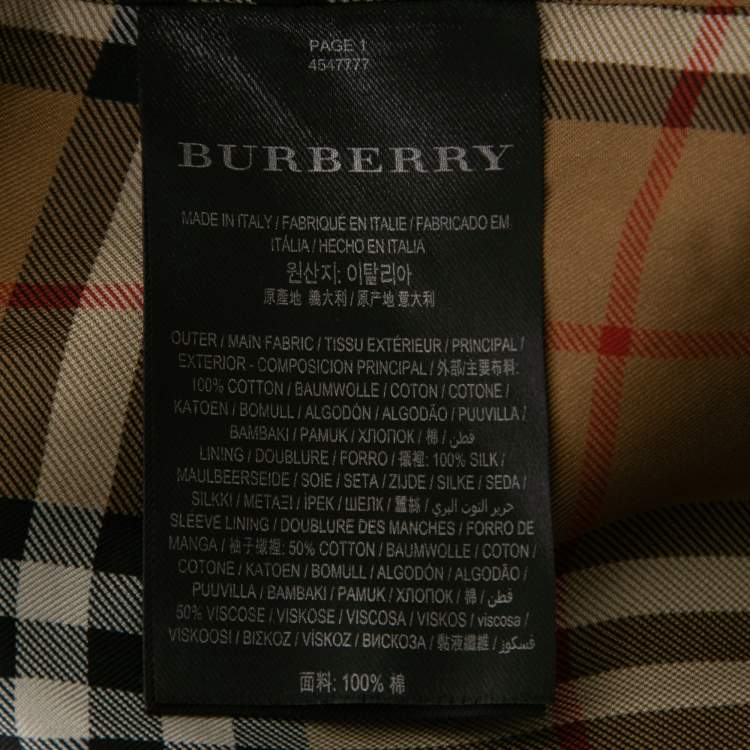 PAGE 1
4547777
BURBERRY
MADE IN ITALY / FABRIQUÉ EN ITALIE / FABRICADO EM
ITÁLIA / HECHO EN ITALIA
원산지: 이탈리아
原產地 義大利 / 原产地 意大利
OUTER / MAIN FABRIC / TISSU EXTÉRIEUR / PRINCIPAL /
EXTERIOR - COMPOSICION PRINCIPAL / 外部/主要布料:
100% COTTON / BAUMWOLLE / COTON / COTONE /
KATOEN / BOMULL / ALGODÓN / ALGODÃO / PUUVILLA /
BAMBAKI / PAMUK / ХЛОПОК / 棉 / قطن /
LINING / DOUBLURE / FORRO / 襯裡: 100% SILK /
MAULBEERSEIDE / SOIE / SETA / ZIJDE / SILKE / SEDA /
SILKKI / ΜΕΤΑΞΙ / İPEK / ШЕЛК / 蠶絲 / حرير التوت البري /
SLEEVE LINING / DOUBLURE DES MANCHES / FORRO DE
MANGA / 袖子襯裡: 50% COTTON / BAUMWOLLE / COTON /
COTONE / KATOEN / BOMULL / ALGODÓN / ALGODÃO /
PUUVILLA / BAMBAKI / PAMUK / ХЛОПОК / 棉 / قطن /
50% VISCOSE / VISKOSE / VISCOSA / VISKOS / viscosa /
VISKOOSI / ΒΙΣΚΟΖ / VİSKOZ / ВИСКОЗА / 黏液纖維 / فسكوز /
面料: 100% 棉